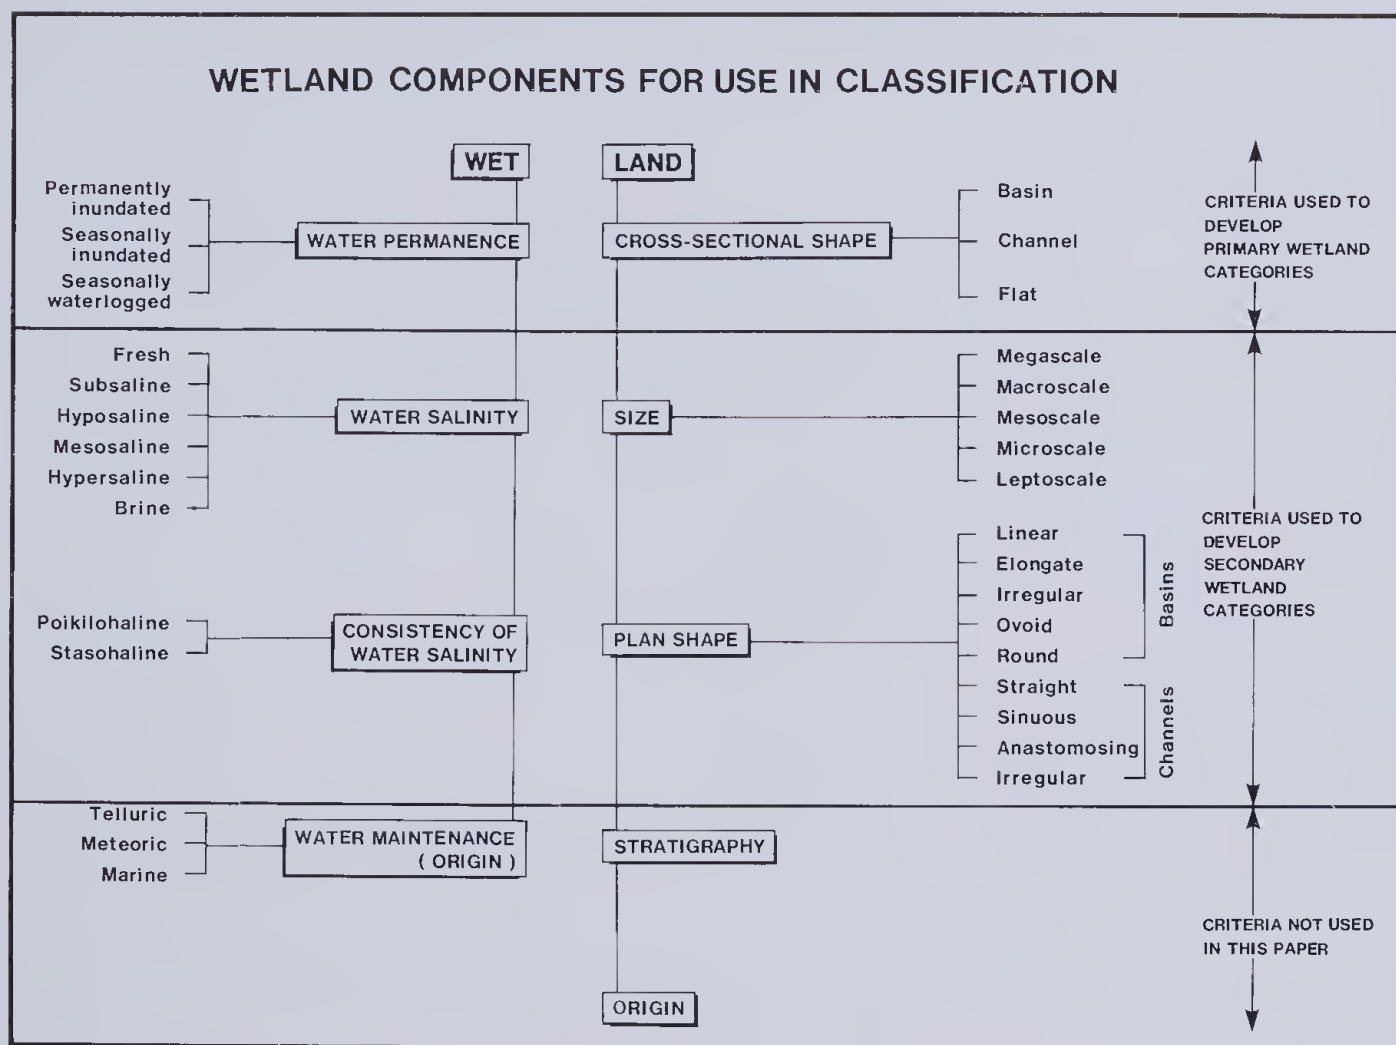 WETLAND COMPONENTS FOR USE IN CLASSIFICATION
WET
LAND
Permanently
inundated
Seasonally
inundated
Seasonally
waterlogged
WATER PERMANENCE
CROSS-SECTIONAL SHAPE
Basin
Channel
Flat
CRITERIA USED TO
DEVELOP
PRIMARY WETLAND
CATEGORIES
Fresh
Subsaline
Hyposaline
Mesosaline
Hypersaline
Brine
WATER SALINITY
SIZE
Megascale
Macroscale
Mesoscale
Microscale
Leptoscale
Poikilohaline
Stasohaline
CONSISTENCY OF
WATER SALINITY
PLAN SHAPE
Linear
Elongate
Irregular
Ovoid
Round
Basins
Straight
Sinuous
Anastomosing
Irregular
Channels
CRITERIA USED TO
DEVELOP
SECONDARY
WETLAND
CATEGORIES
Telluric
Meteoric
Marine
WATER MAINTENANCE
( ORIGIN )
STRATIGRAPHY
ORIGIN
CRITERIA NOT USED
IN THIS PAPER